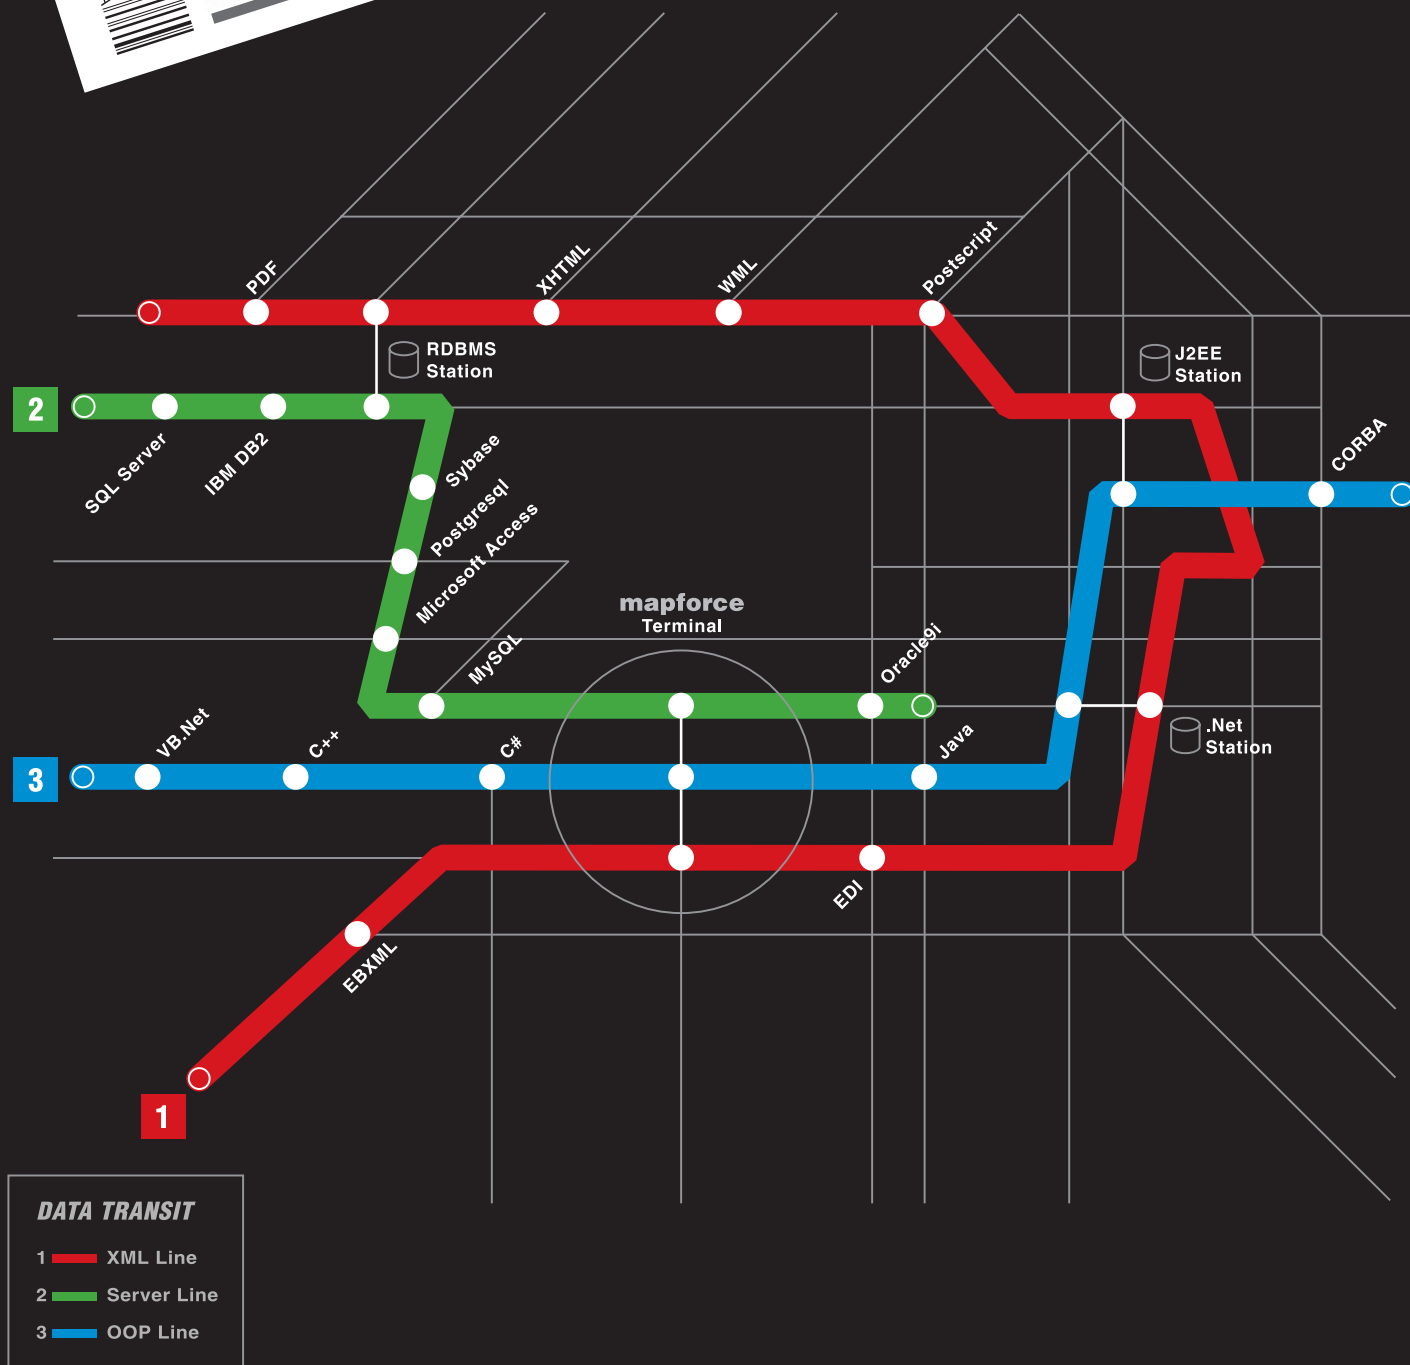 PDF
XHTML
WML
Postscript
RDBMS
Station
J2EE
Station
2
CORBA
SQL Server
IBM DB2
Sybase
Postgresql
Microsoft Access
mapforce
Terminal
MySQL
Oracle9i
.Net
Station
VB.Net
C++
C#
Java
3
EDI
EBXML
1
DATA TRANSIT
1 XML Line
2 Server Line
3 OOP Line